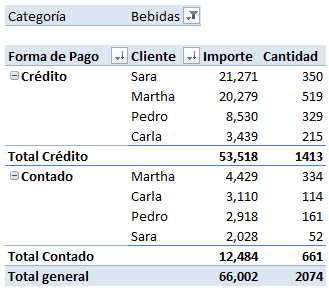 Categoría Bebidas
Forma de Pago Cliente Importe Cantidad
Crédito Sara 21,271 350
Martha 20,279 519
Pedro 8,530 329
Carla 3,439 215
Total Crédito 53,518 1413
Contado Martha 4,429 334
Carla 3,110 114
Pedro 2,918 161
Sara 2,028 52
Total Contado 12,484 661
Total general 66,002 2074